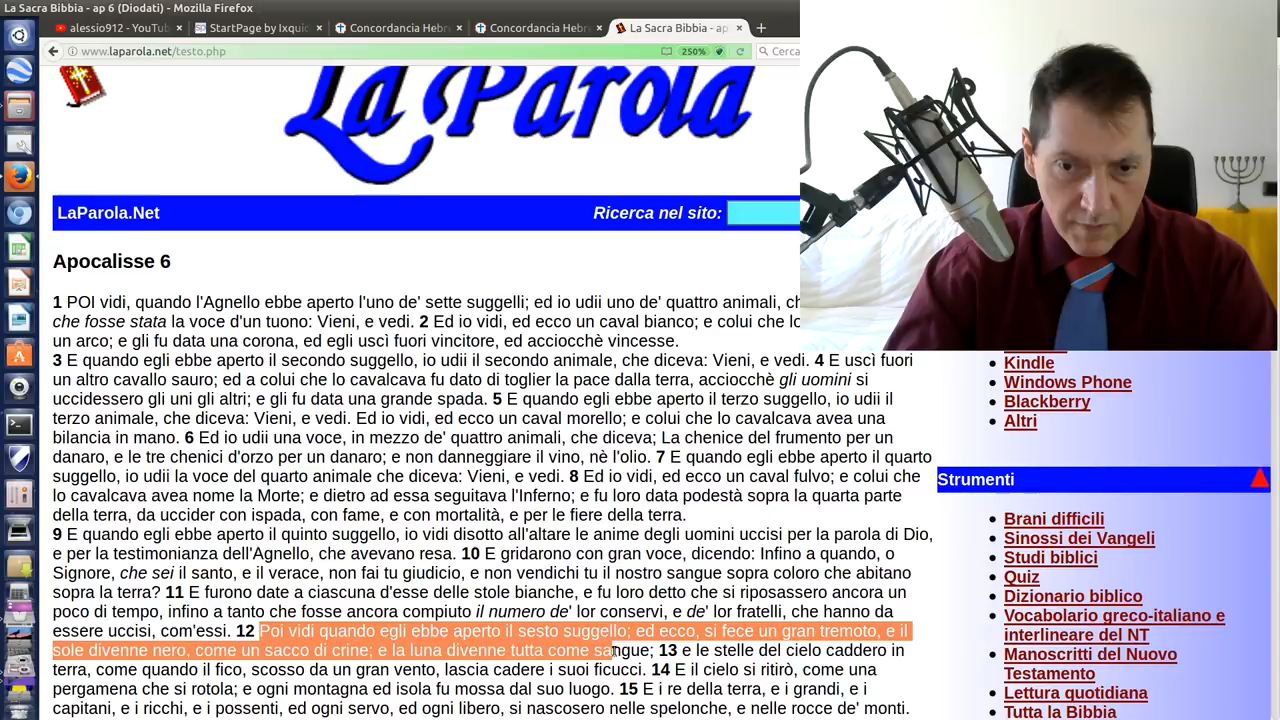 La Sacra Bibbia - ap 6 (Diodati) - Mozilla Firefox
alessio912 - YouTub
StartPage by Ixquic
Concordanzia Hebr
Concordanzia Hebr
La Sacra Bibbia - ap
www.laparola.net/testo.php
250%
Cerca
La Parola
LaParola.Net
Ricerca nel sito:
Apocalisse 6
1 POI vidi, quando l'Agnello ebbe aperto l'uno de' sette suggelli; ed io udii uno de' quattro animali, ch
che fosse stata la voce d'un tuono: Vieni, e vedi. 2 Ed io vidi, ed ecco un caval bianco; e colui che lo
un arco; e gli fu data una corona, ed egli uscì fuori vincitore, ed acciocchè vincesse.
3 E quando egli ebbe aperto il secondo suggello, io udii il secondo animale, che diceva: Vieni, e vedi. 4 E uscì fuori
un altro cavallo sauro; ed a colui che lo cavalcava fu dato di toglier la pace dalla terra, acciocchè gli uomini si
uccidessero gli uni gli altri; e gli fu data una grande spada. 5 E quando egli ebbe aperto il terzo suggello, io udii il
terzo animale, che diceva: Vieni, e vedi. Ed io vidi, ed ecco un caval morello; e colui che lo cavalcava avea una
bilancia in mano. 6 Ed io udii una voce, in mezzo de' quattro animali, che diceva; La chenice del frumento per un
danaro, e le tre chenici d'orzo per un danaro; e non danneggiare il vino, nè l'olio. 7 E quando egli ebbe aperto il quarto
suggello, io udii la voce del quarto animale che diceva: Vieni, e vedi. 8 Ed io vidi, ed ecco un caval fulvo; e colui che
lo cavalcava avea nome la Morte; e dietro ad essa seguitava l'Inferno; e fu loro data podestà sopra la quarta parte
della terra, da uccider con ispada, con fame, e con mortalità, e per le fiere della terra.
9 E quando egli ebbe aperto il quinto suggello, io vidi disotto all'altare le anime degli uomini uccisi per la parola di Dio,
e per la testimonianza dell'Agnello, che avevano resa. 10 E gridarono con gran voce, dicendo: Infino a quando, o
Signore, che sei il santo, e il verace, non fai tu giudicio, e non vendichi tu il nostro sangue sopra coloro che abitano
sopra la terra? 11 E furono date a ciascuna d'esse delle stole bianche, e fu loro detto che si riposassero ancora un
poco di tempo, infino a tanto che fosse ancora compiuto il numero de' lor conservi, e de' lor fratelli, che hanno da
essere uccisi, com'essi. 12 Poi vidi quando egli ebbe aperto il sesto suggello; ed ecco, si fece un gran tremoto, e il
sole divenne nero, come un sacco di crine; e la luna divenne tutta come sangue; 13 e le stelle del cielo caddero in
terra, come quando il fico, scosso da un gran vento, lascia cadere i suoi ficucci. 14 E il cielo si ritirò, come una
pergamena che si rotola; e ogni montagna ed isola fu mossa dal suo luogo. 15 E i re della terra, e i grandi, e i
capitani, e i ricchi, e i possenti, ed ogni servo, ed ogni libero, si nascosero nelle spelonche, e nelle rocce de' monti.
Kindle
Windows Phone
Blackberry
Altri
Strumenti
Brani difficili
Sinossi dei Vangeli
Studi biblici
Quiz
Dizionario biblico
Vocabolario greco-italiano e
interlineare del NT
Manoscritti del Nuovo
Testamento
Lettura quotidiana
Tutta la Bibbia